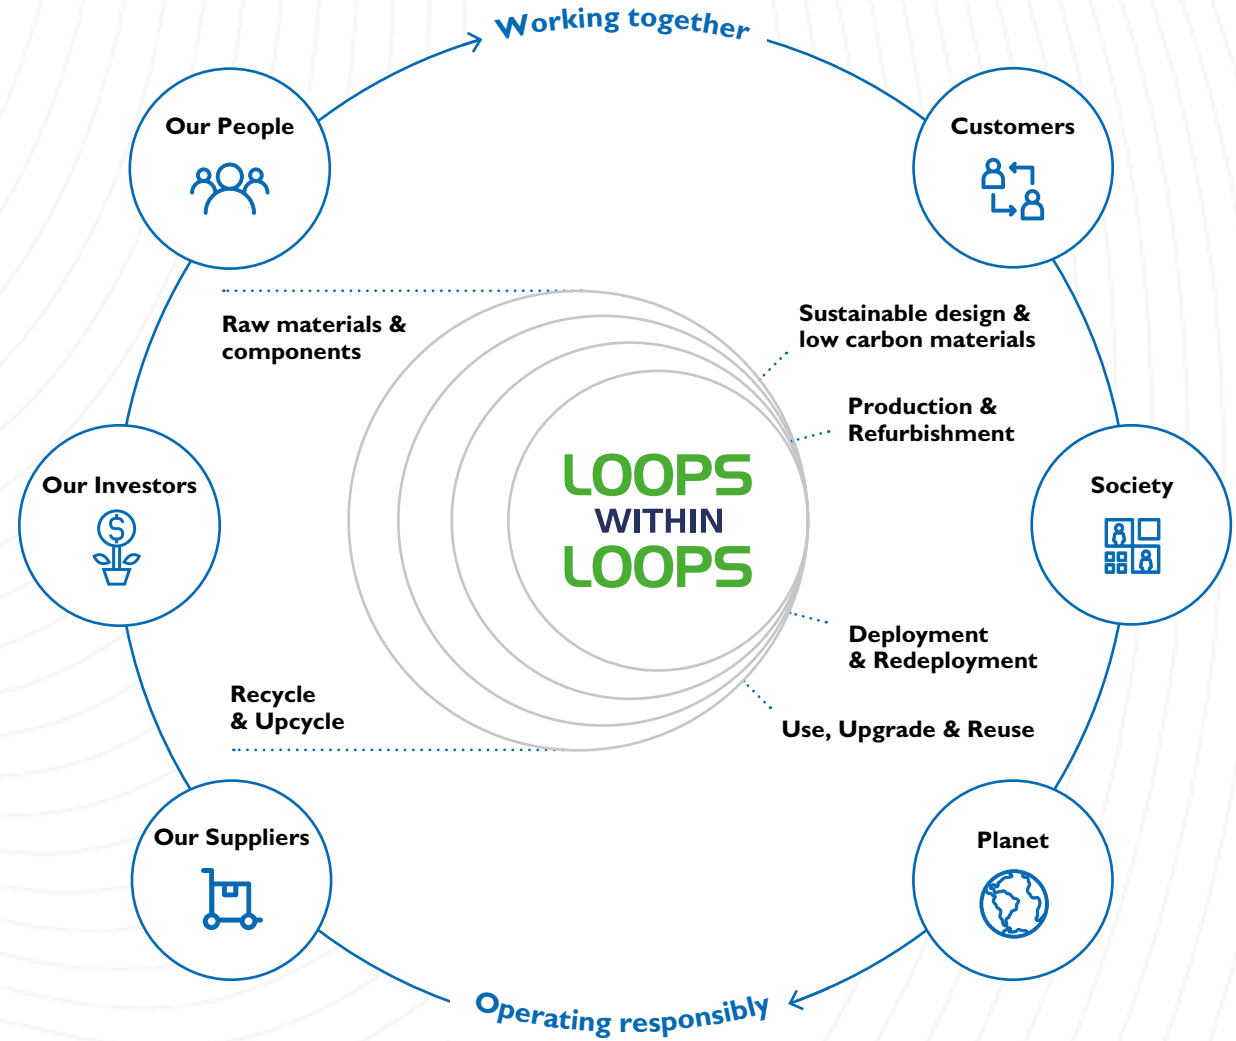 Working together
Our People
Customers
Raw materials &
components
Sustainable design &
low carbon materials
Production &
Refurbishment
LOOPS
WITHIN
LOOPS
Our Investors
$
Society
Deployment
& Redeployment
Recycle
& Upcycle
Use, Upgrade & Reuse
Our Suppliers
Planet
Operating responsibly